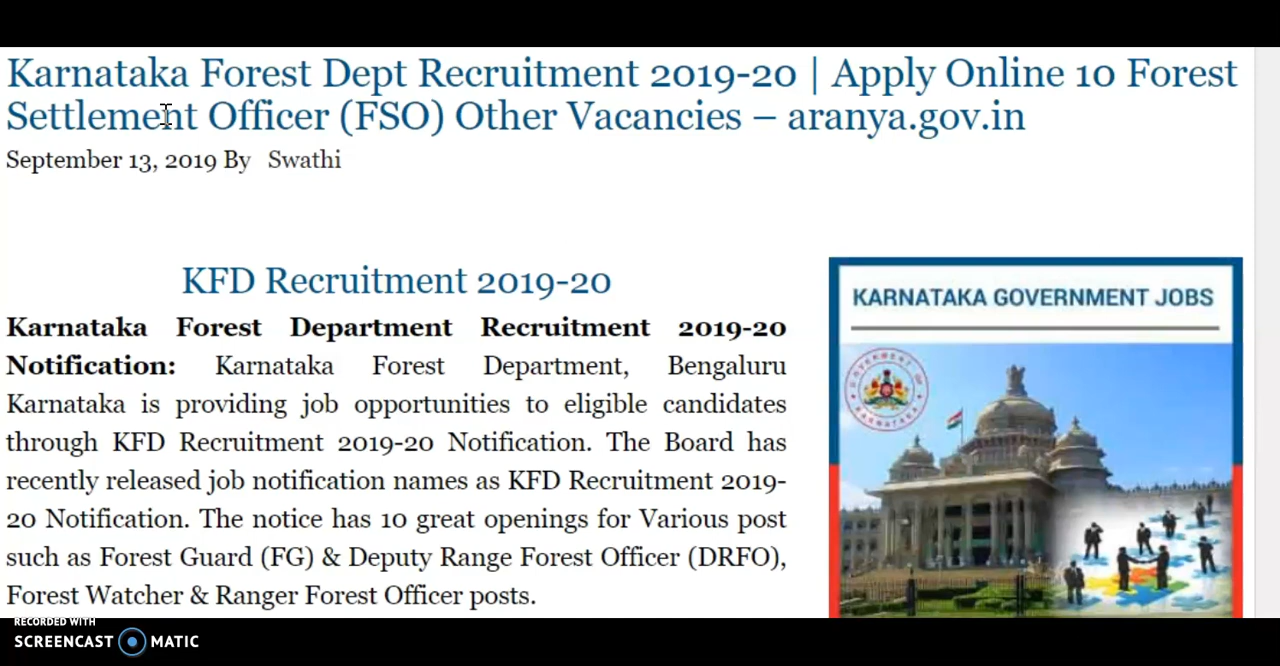 Karnataka Forest Dept Recruitment 2019-20 | Apply Online 10 Forest
Settlement Officer (FSO) Other Vacancies – aranya.gov.in
September 13, 2019 By Swathi
KFD Recruitment 2019-20
Karnataka Forest Department Recruitment 2019-20
Notification: Karnataka Forest Department, Bengaluru
Karnataka is providing job opportunities to eligible candidates
through KFD Recruitment 2019-20 Notification. The Board has
recently released job notification names as KFD Recruitment 2019-
20 Notification. The notice has 10 great openings for Various post
such as Forest Guard (FG) & Deputy Range Forest Officer (DRFO),
Forest Watcher & Ranger Forest Officer posts.
KARNATAKA GOVERNMENT JOBS
GOVERNMENT OF
KARNATAKA
RECORDED WITH
SCREENCAST MATIC